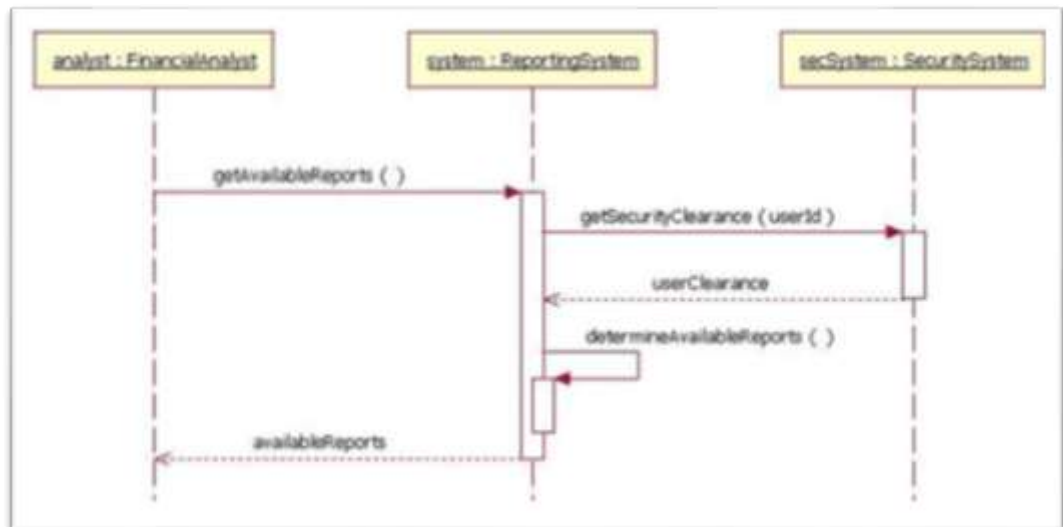 analyst : FinancialAnalyst
system : ReportingSystem
secSystem : SecuritySystem
getAvailableReports ( )
getSecurityClearance ( userId )
userClearance
determineAvailableReports ( )
availableReports